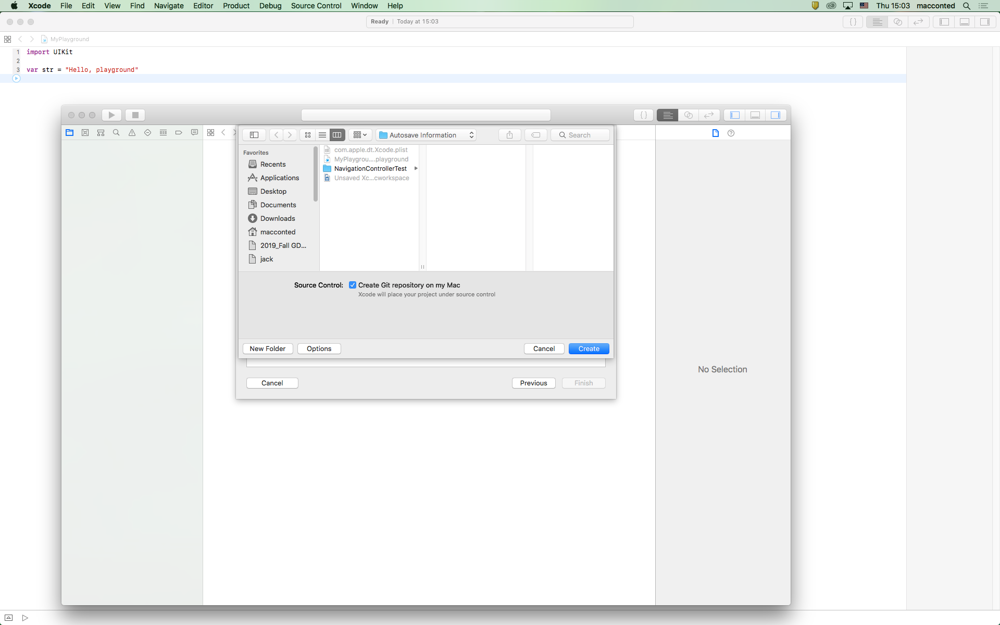 Xcode File Edit View Find Navigate Editor Product Debug Source Control Window Help Thu 15:03 macconted
Ready | Today at 15:03
MyPlayground
1 import UIKit
2
3 var str = "Hello, playground"
Autosave Information
Search
Favorites
Recents
Applications
Desktop
Documents
Downloads
macconted
2019_Fall GD...
jack
com.apple.dt.Xcode.plist
MyPlaygrou....playground
NavigationControllerTest
Unsaved Xc...cworkspace
Source Control: Create Git repository on my Mac
Xcode will place your project under source control
New Folder Options Cancel Create
Cancel Previous Finish
No Selection